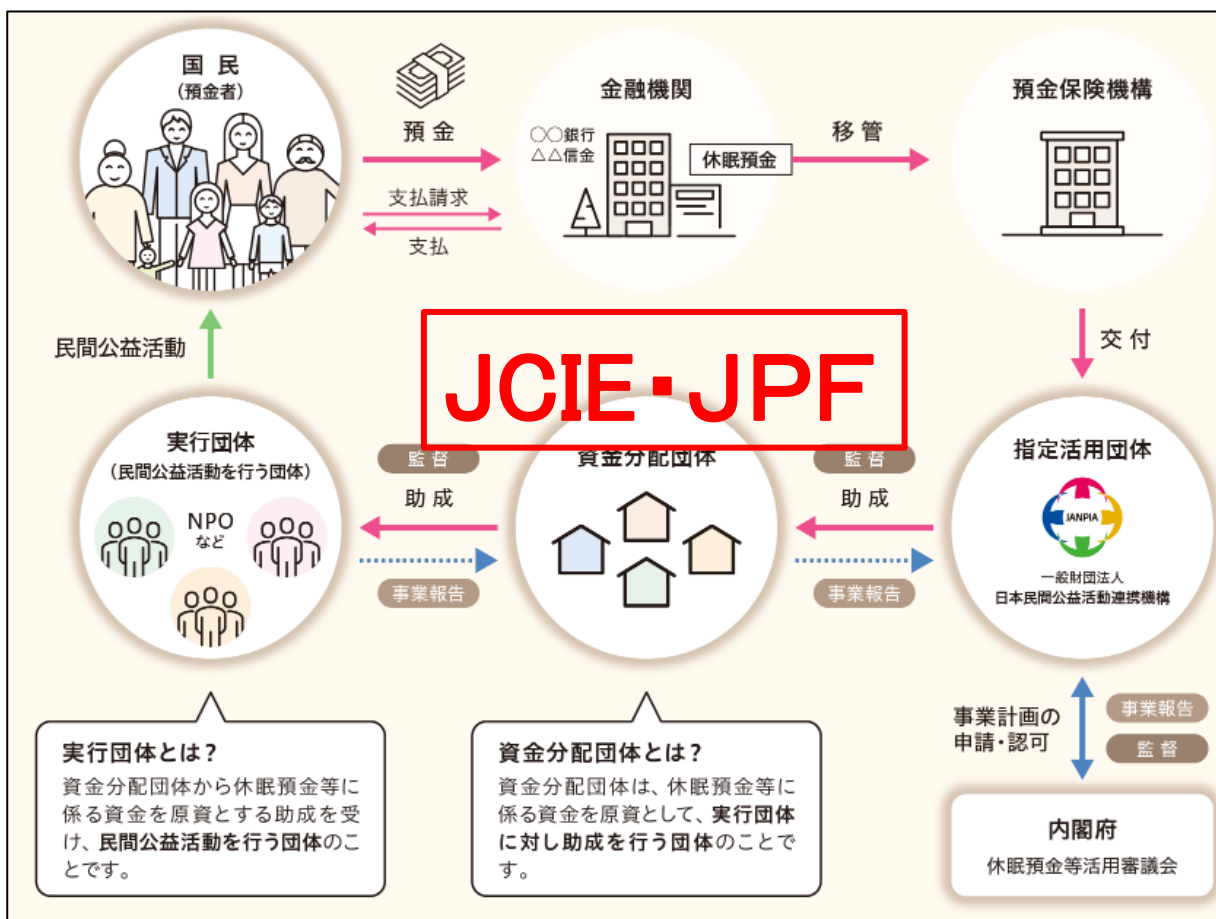 国 民
(預金者)
預 金
支払請求
支払
金融機関
○○銀行
△△信金
休眠預金
移 管
預金保険機構
交 付
民間公益活動
JCIE・JPF
実行団体
(民間公益活動を行う団体)
NPO
など
監 督
助 成
事業報告
資金分配団体
監 督
助 成
事業報告
指定活用団体
JANPIA
一般財団法人
日本民間公益活動連携機構
実行団体とは?
資金分配団体から休眠預金等に
係る資金を原資とする助成を受
け、民間公益活動を行う団体のこ
とです。
資金分配団体とは?
資金分配団体は、休眠預金等に
係る資金を原資として、実行団体
に対し助成を行う団体のことで
す。
事業計画の
申請・認可
事業報告
監 督
内閣府
休眠預金等活用審議会